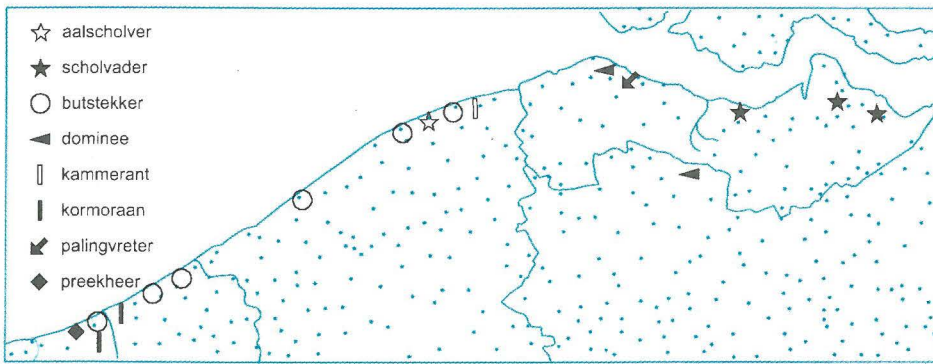 aalscholver
scholvader
butstekker
dominee
kammerant
kormoraan
palingvreter
preekheer